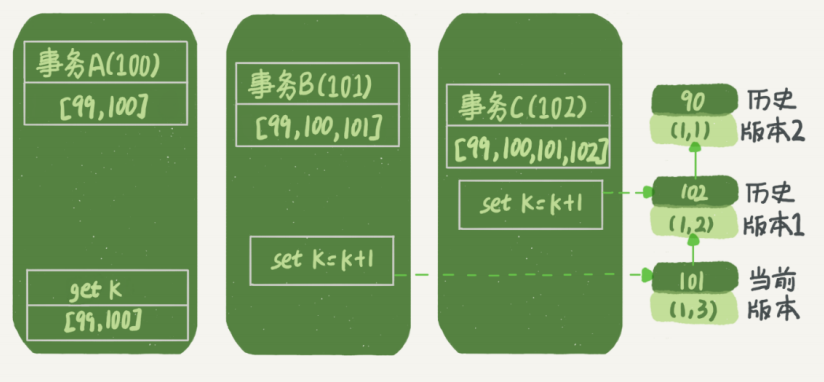 事务A(100)
[99,100]
get K
[99,100]
事务B(101)
[99,100,101]
set K=k+1
事务C(102)
[99,100,101,102]
set K=k+1
90
(1,1)
历史
版本2
102
(1,2)
历史
版本1
101
(1,3)
当前
版本